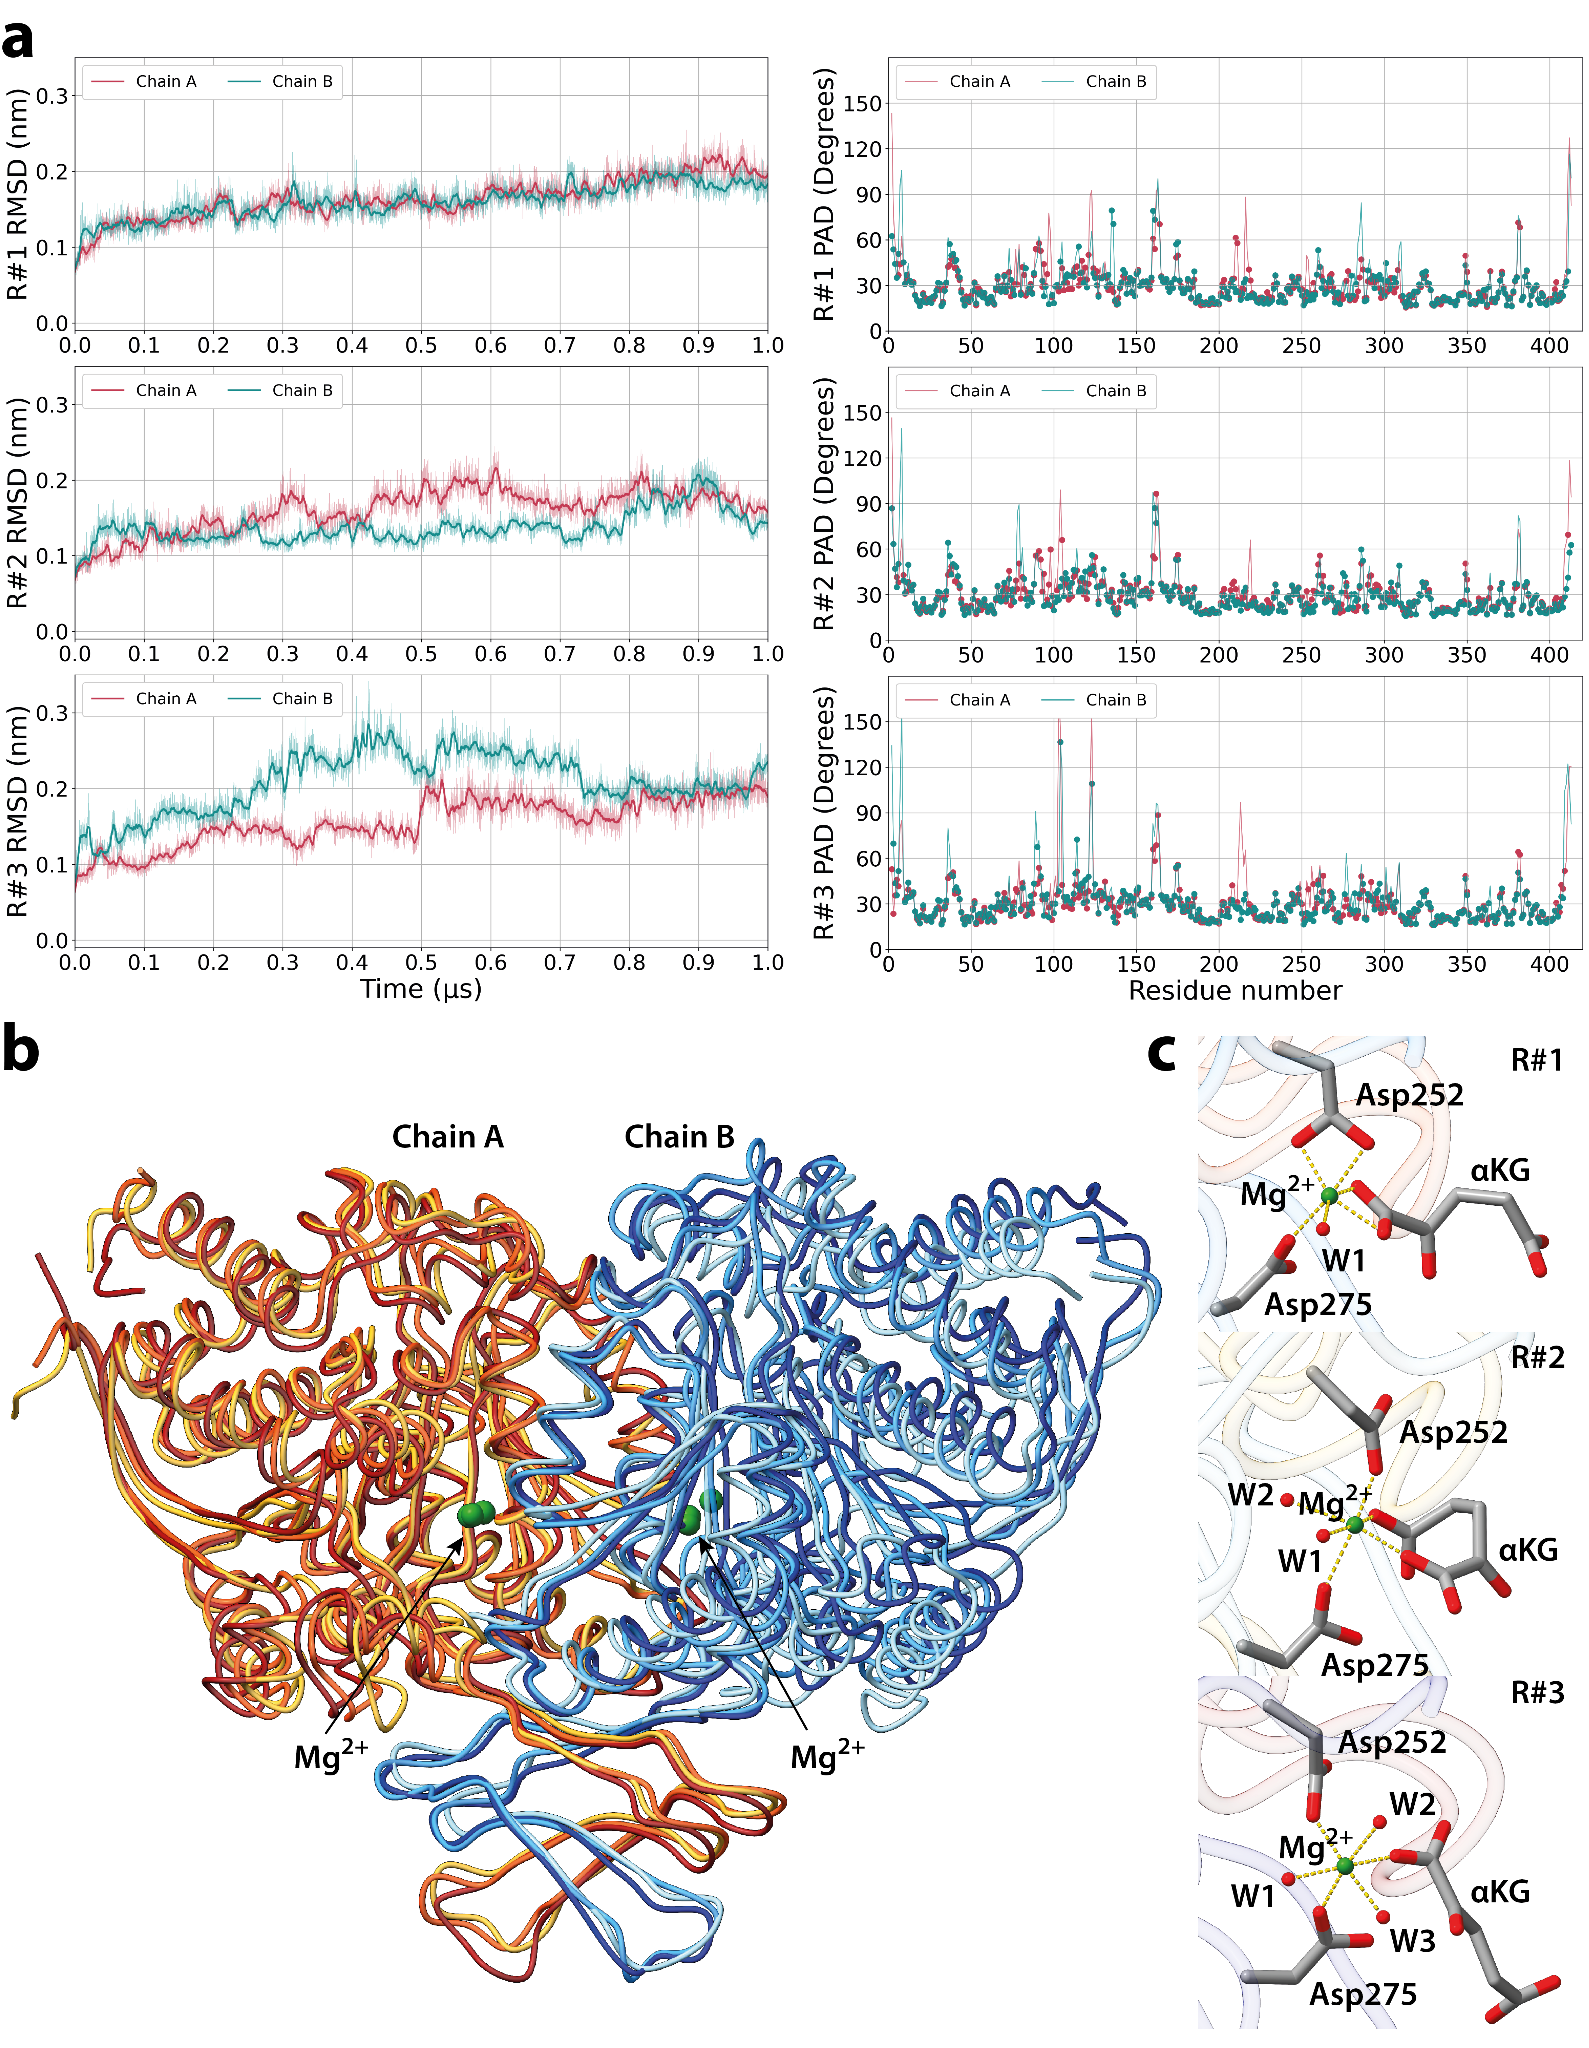 a
Chain A
Chain B
R#1 RMSD (nm)
0.3
0.2
0.1
0.0
0.0 0.1 0.2 0.3 0.4 0.5 0.6 0.7 0.8 0.9 1.0
Chain A
Chain B
R#1 PAD (Degrees)
150
120
90
60
30
0
0 50 100 150 200 250 300 350 400
Chain A
Chain B
R#2 RMSD (nm)
0.3
0.2
0.1
0.0
0.0 0.1 0.2 0.3 0.4 0.5 0.6 0.7 0.8 0.9 1.0
Chain A
Chain B
R#2 PAD (Degrees)
150
120
90
60
30
0
0 50 100 150 200 250 300 350 400
Chain A
Chain B
R#3 RMSD (nm)
0.3
0.2
0.1
0.0
0.0 0.1 0.2 0.3 0.4 0.5 0.6 0.7 0.8 0.9 1.0
Time (μs)
Chain A
Chain B
R#3 PAD (Degrees)
150
120
90
60
30
0
0 50 100 150 200 250 300 350 400
Residue number
b
Chain A
Chain B
Mg²⁺
Mg²⁺
c
R#1
Asp252
αKG
Mg²⁺
W1
Asp275
R#2
Asp252
W2
Mg²⁺
W1
αKG
Asp275
R#3
Asp252
W2
Mg²⁺
W1
αKG
W3
Asp275